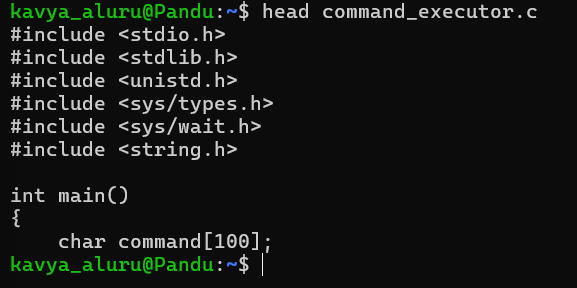 kavya_aluru@Pandu:~$ head command_executor.c
#include <stdio.h>
#include <stdlib.h>
#include <unistd.h>
#include <sys/types.h>
#include <sys/wait.h>
#include <string.h>

int main()
{
    char command[100];
kavya_aluru@Pandu:~$